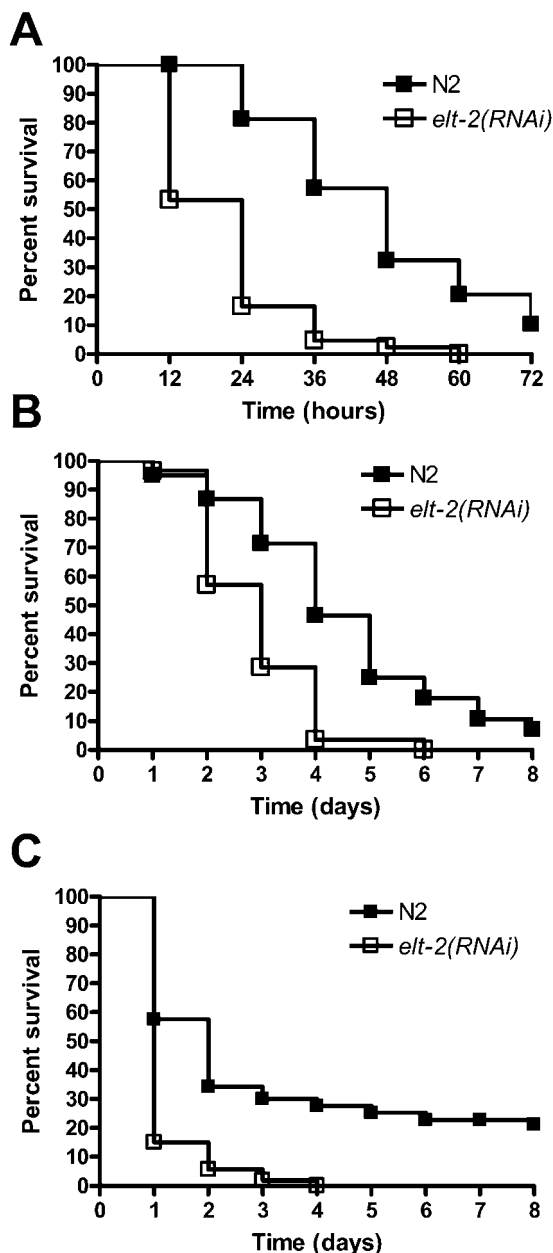 A
Percent survival
100
90
80
70
60
50
40
30
20
10
0
0 12 24 36 48 60 72
Time (hours)
N2
elt-2(RNAi)
B
Percent survival
100
90
80
70
60
50
40
30
20
10
0
0 1 2 3 4 5 6 7 8
Time (days)
N2
elt-2(RNAi)
C
Percent survival
100
90
80
70
60
50
40
30
20
10
0
0 1 2 3 4 5 6 7 8
Time (days)
N2
elt-2(RNAi)